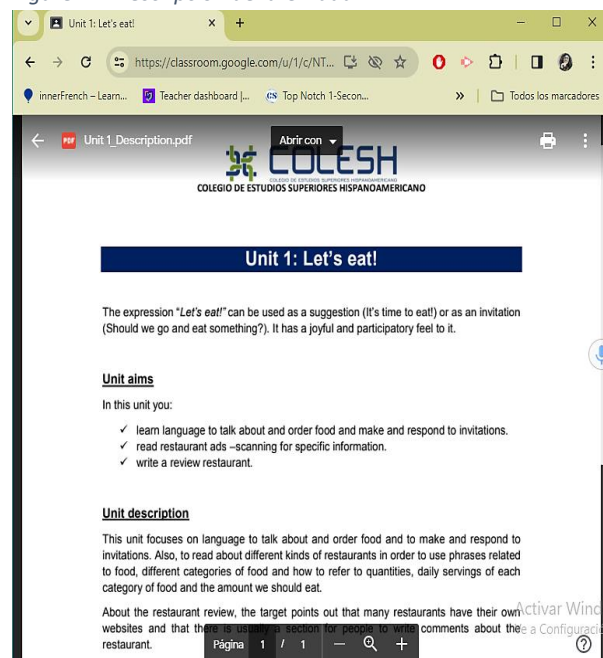 Unit 1: Let's eat!
https://classroom.google.com/u/1/c/NT...
innerFrench – Learn...
Teacher dashboard |...
Top Notch 1-Secon...
Todos los marcadores
PDF
Unit 1_Description.pdf
Abrir con
COLESH
COLEGIO DE ESTUDIOS SUPERIORES HISPANOAMERICANO
Unit 1: Let's eat!
The expression "Let's eat!" can be used as a suggestion (It's time to eat!) or as an invitation
(Should we go and eat something?). It has a joyful and participatory feel to it.
Unit aims
In this unit you:
✓ learn language to talk about and order food and make and respond to invitations.
✓ read restaurant ads –scanning for specific information.
✓ write a review restaurant.
Unit description
This unit focuses on language to talk about and order food and to make and respond to
invitations. Also, to read about different kinds of restaurants in order to use phrases related
to food, different categories of food and how to refer to quantities, daily servings of each
category of food and the amount we should eat.
About the restaurant review, the target points out that many restaurants have their own
Activar Wind
websites and that there is usually a section for people to write comments about the
e a Configuraci
restaurant.
Página 1 / 1